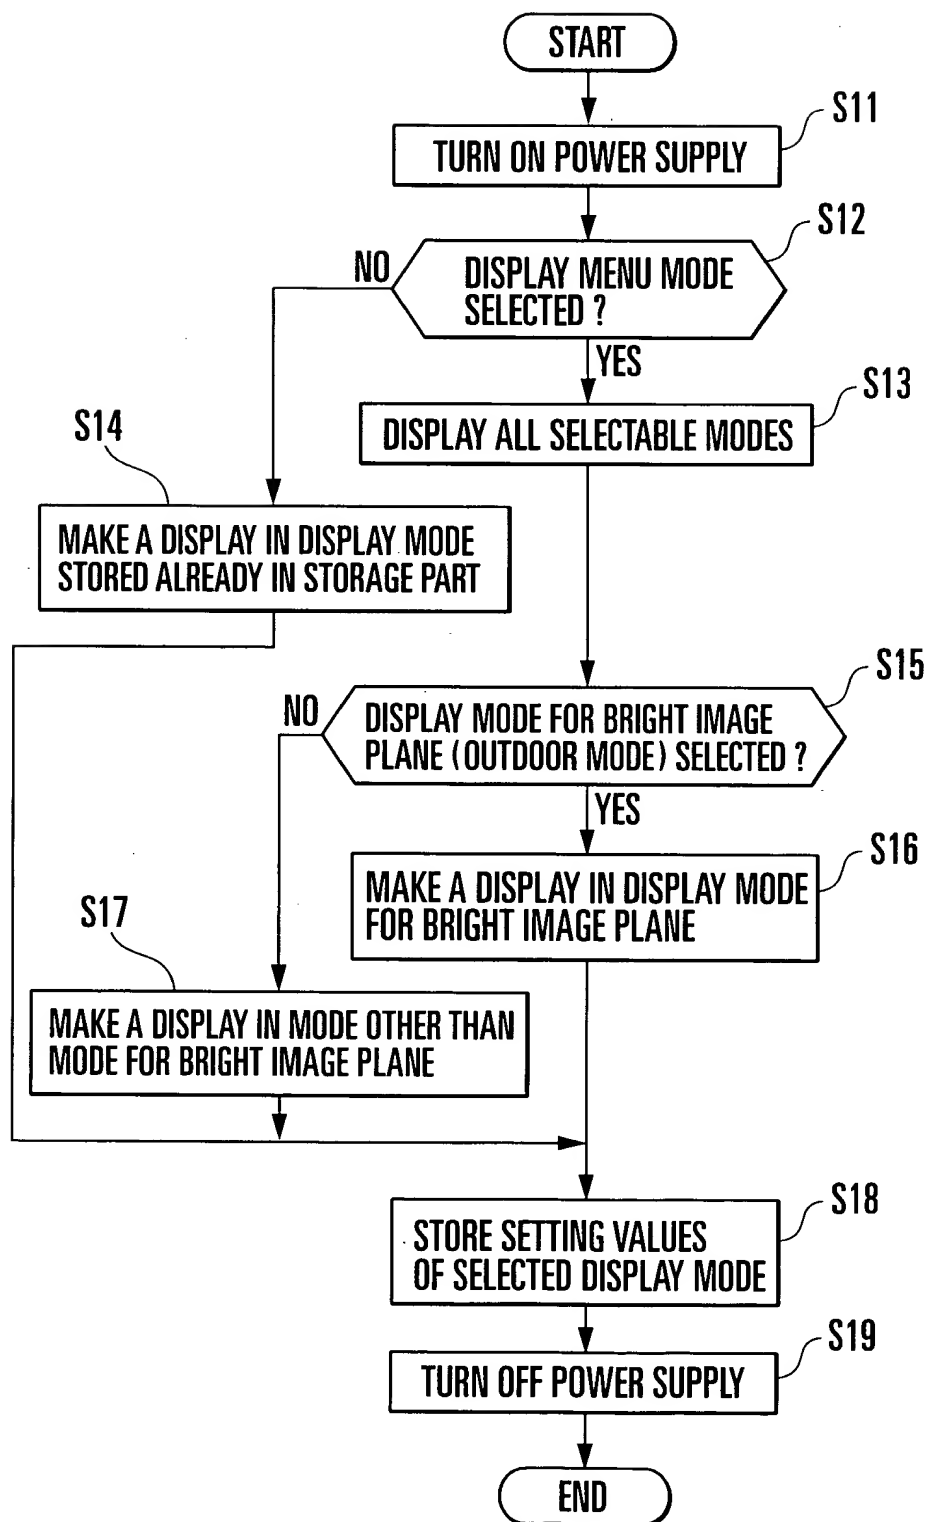 START
S11
TURN ON POWER SUPPLY
S12
NO
DISPLAY MENU MODE
SELECTED ?
YES
S13
DISPLAY ALL SELECTABLE MODES
S14
MAKE A DISPLAY IN DISPLAY MODE
STORED ALREADY IN STORAGE PART
S15
NO
DISPLAY MODE FOR BRIGHT IMAGE
PLANE (OUTDOOR MODE) SELECTED ?
YES
S16
MAKE A DISPLAY IN DISPLAY MODE
FOR BRIGHT IMAGE PLANE
S17
MAKE A DISPLAY IN MODE OTHER THAN
MODE FOR BRIGHT IMAGE PLANE
S18
STORE SETTING VALUES
OF SELECTED DISPLAY MODE
S19
TURN OFF POWER SUPPLY
END